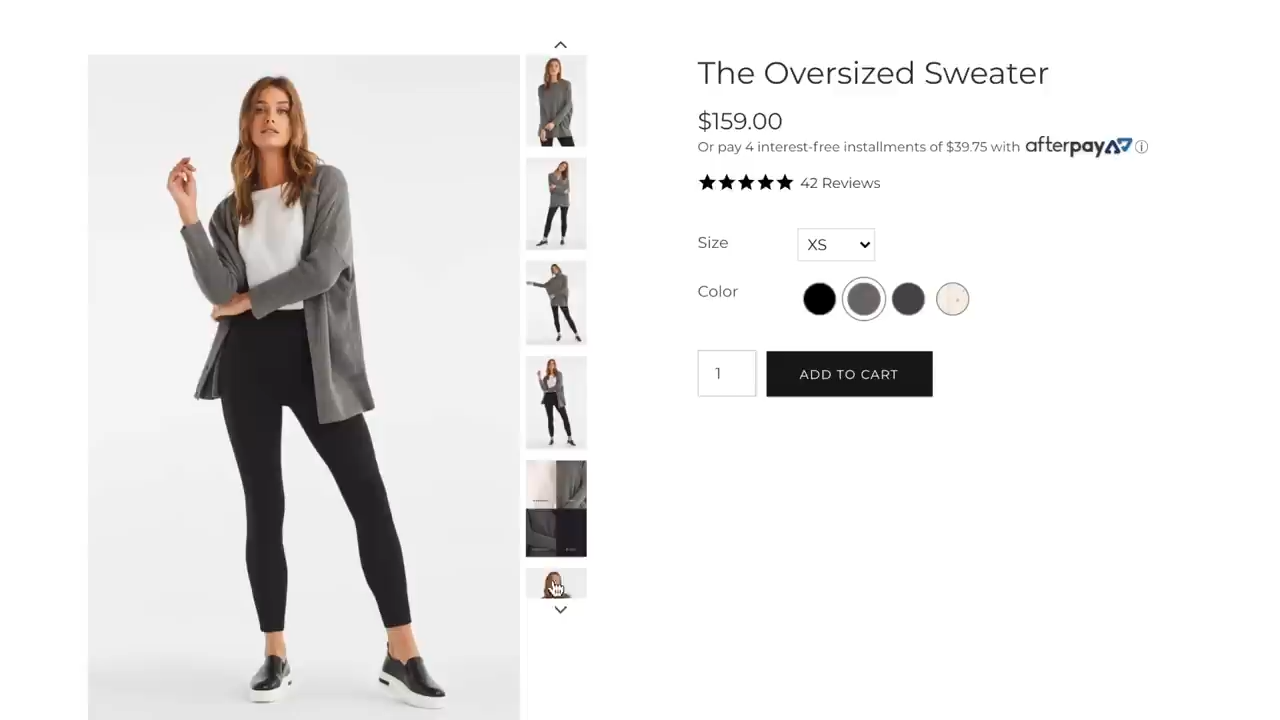 The Oversized Sweater
$159.00
Or pay 4 interest-free installments of $39.75 with afterpay
42 Reviews
Size XS
Color
1 ADD TO CART